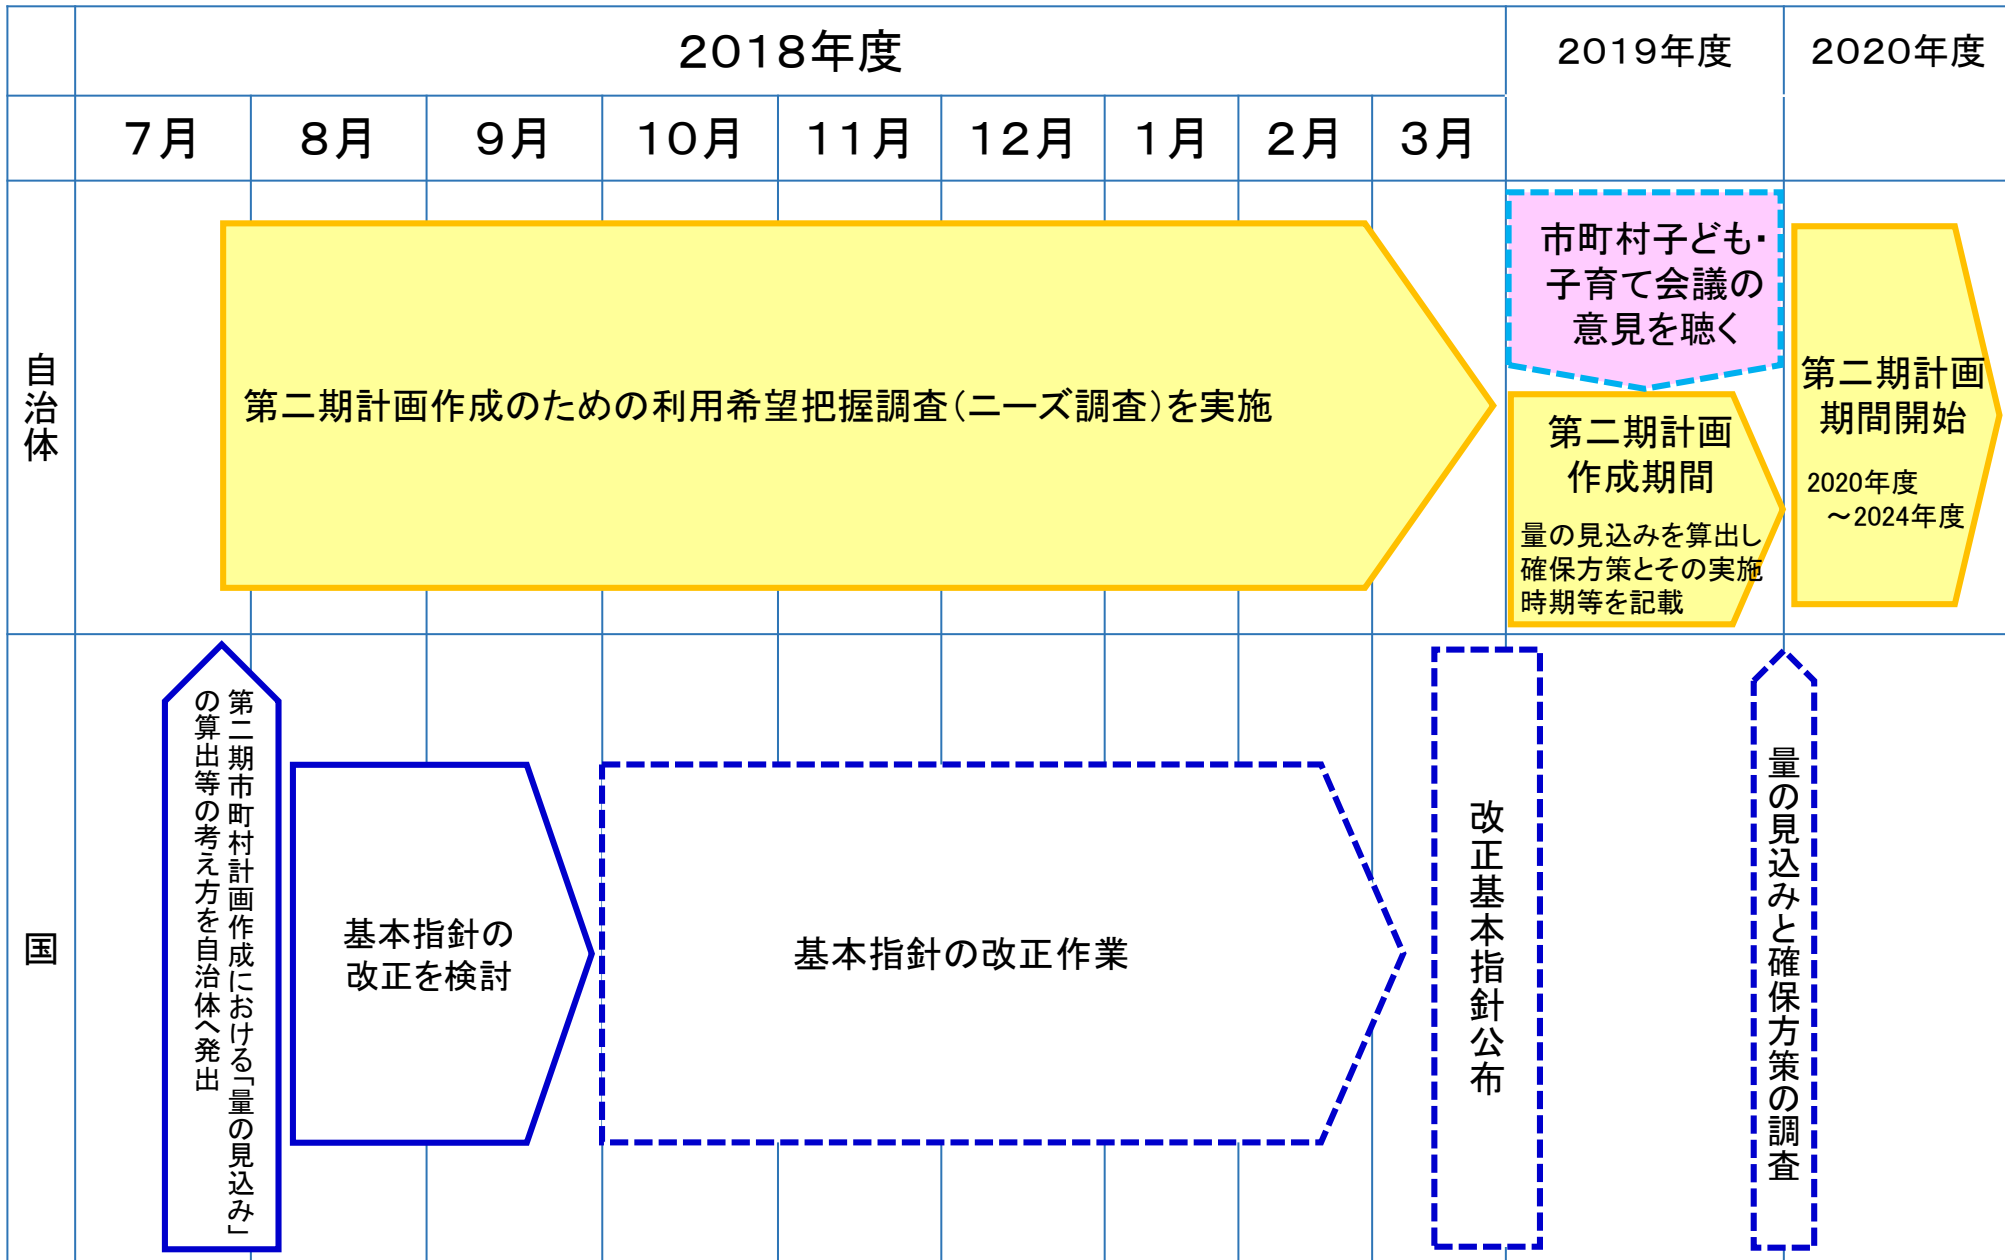 2018年度
2019年度
2020年度
7月
8月
9月
10月
11月
12月
1月
2月
3月
自治体
第二期計画作成のための利用希望把握調査(ニーズ調査)を実施
市町村子ども・
子育て会議の
意見を聴く
第二期計画
作成期間
量の見込みを算出し
確保方策とその実施
時期等を記載
第二期計画
期間開始
2020年度
～2024年度
国
第二期市町村計画作成における「量の見込み」
の算出等の考え方を自治体へ発出
基本指針の
改正を検討
基本指針の改正作業
改正基本指針公布
量の見込みと確保方策の調査